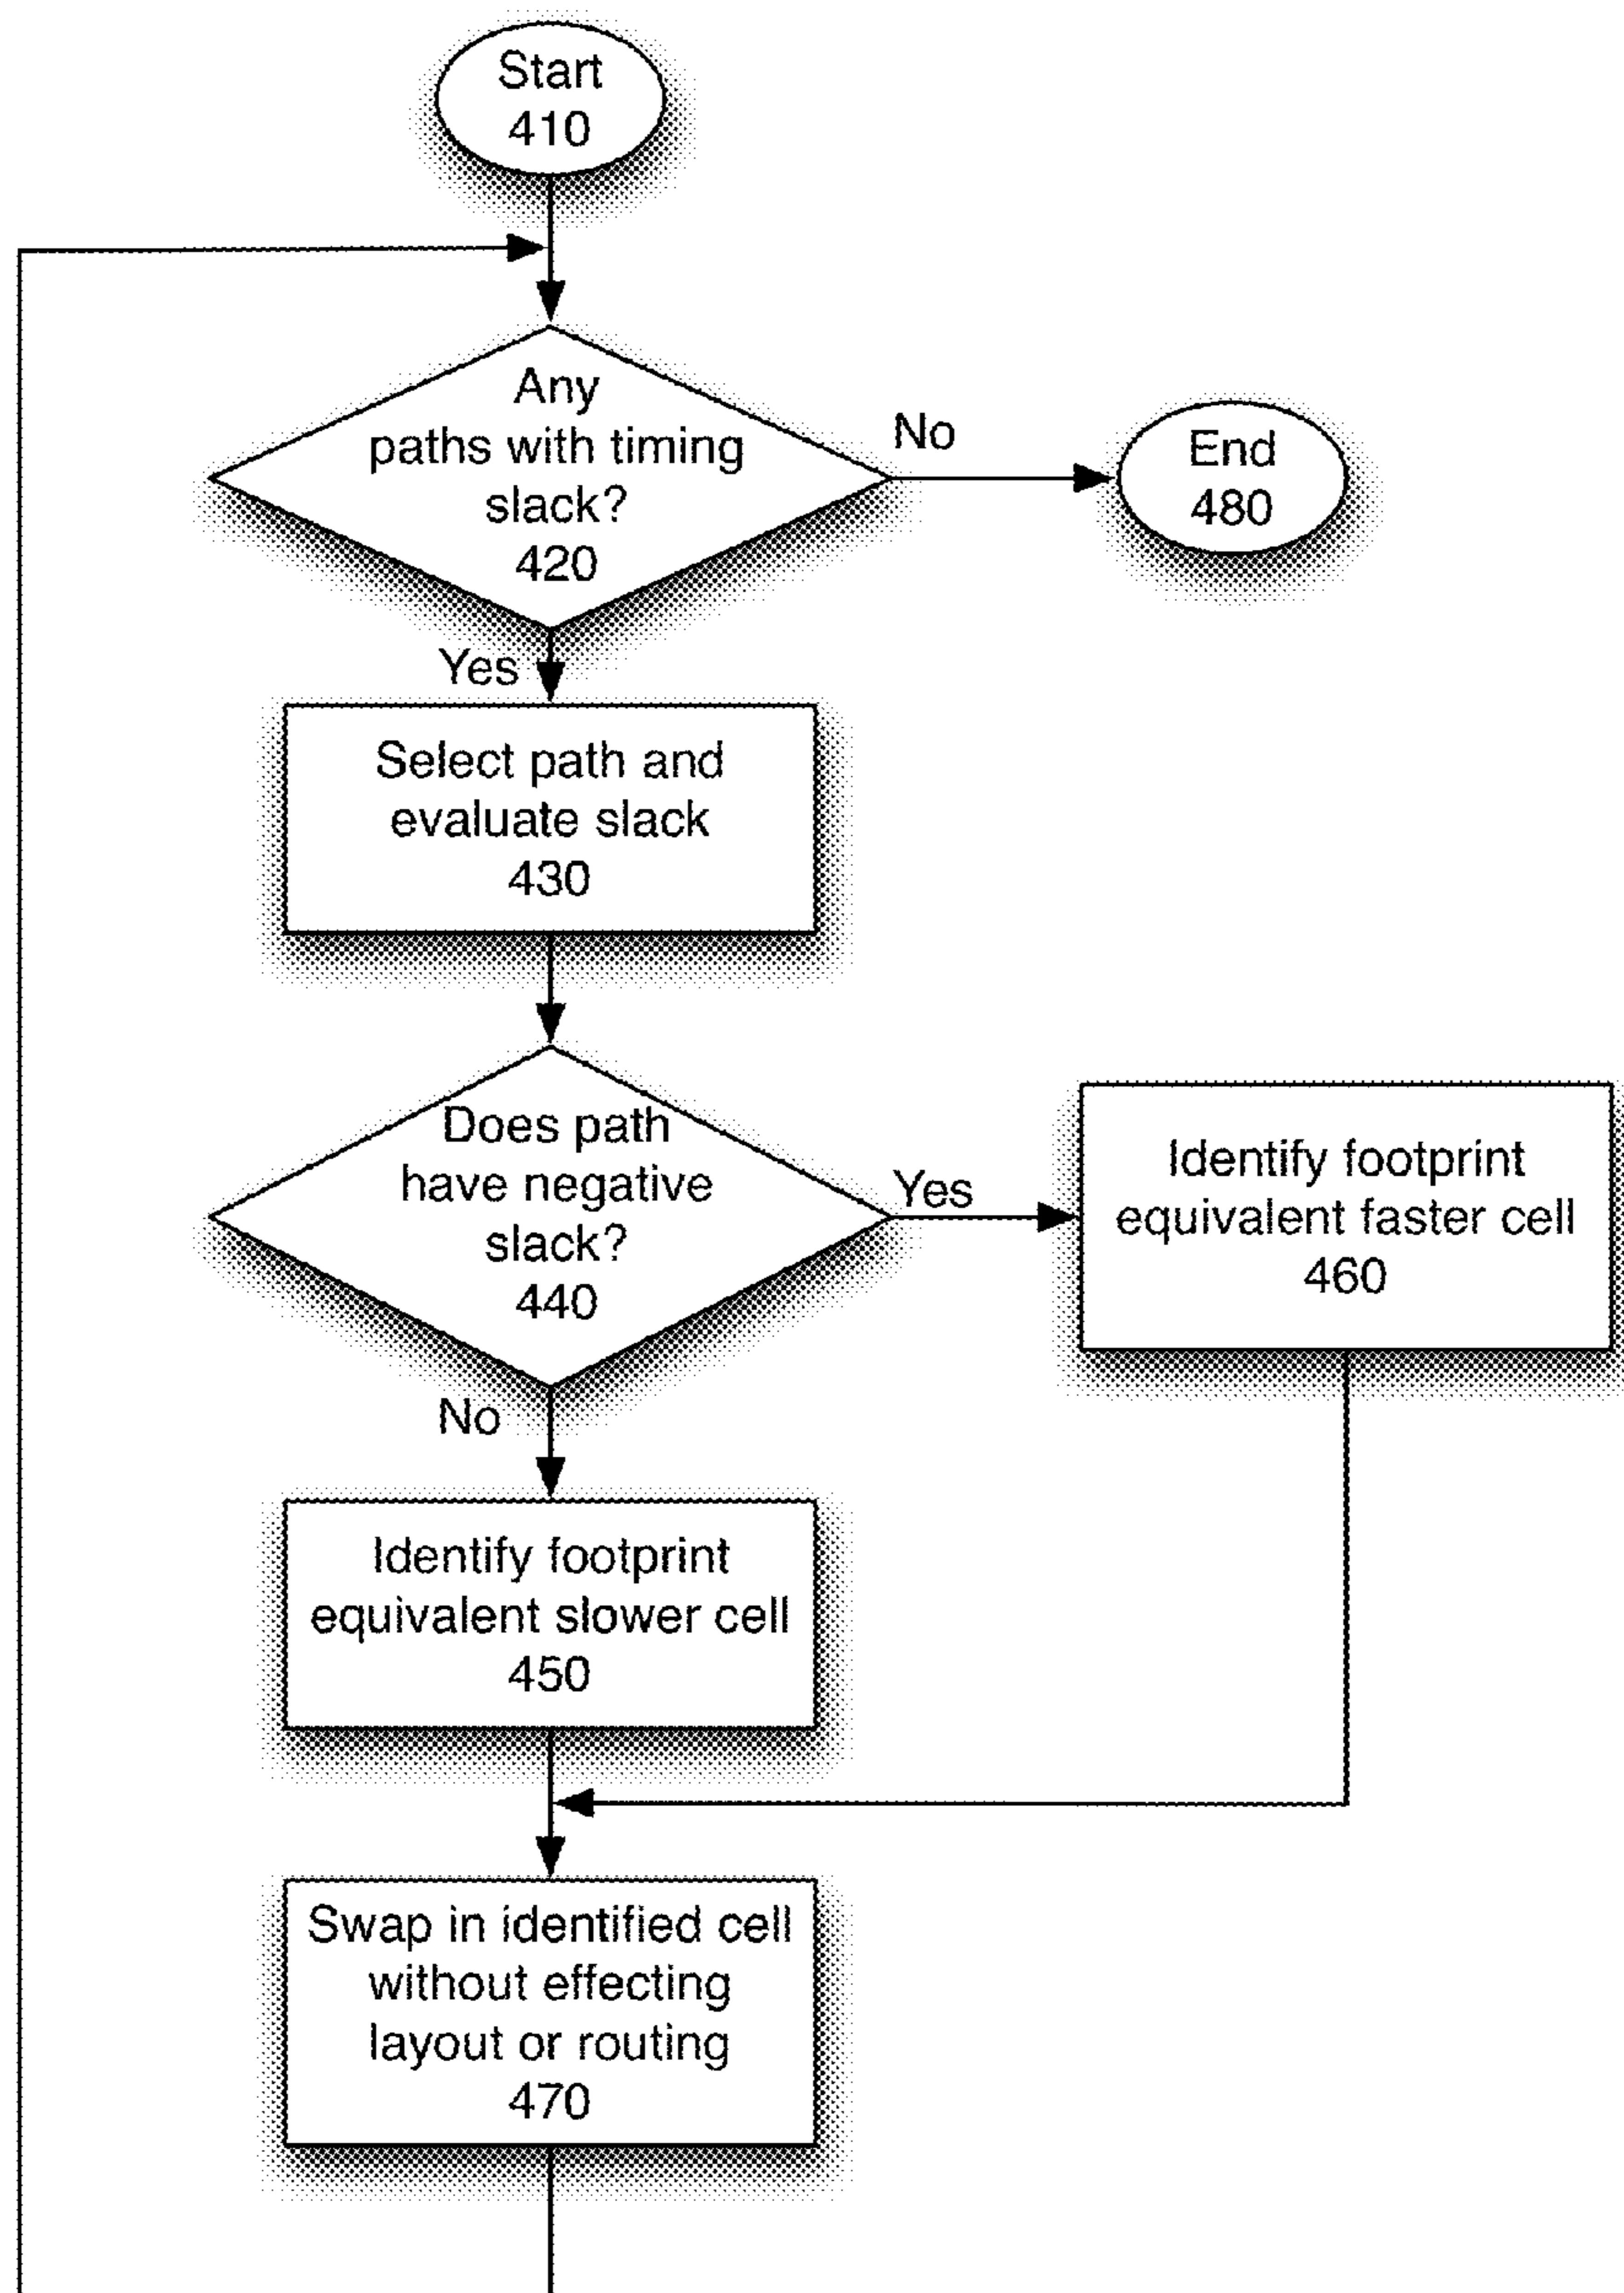 Start
410
Any
paths with timing
slack?
420
No
End
480
Yes
Select path and
evaluate slack
430
Does path
have negative
slack?
440
Yes
Identify footprint
equivalent faster cell
460
No
Identify footprint
equivalent slower cell
450
Swap in identified cell
without effecting
layout or routing
470